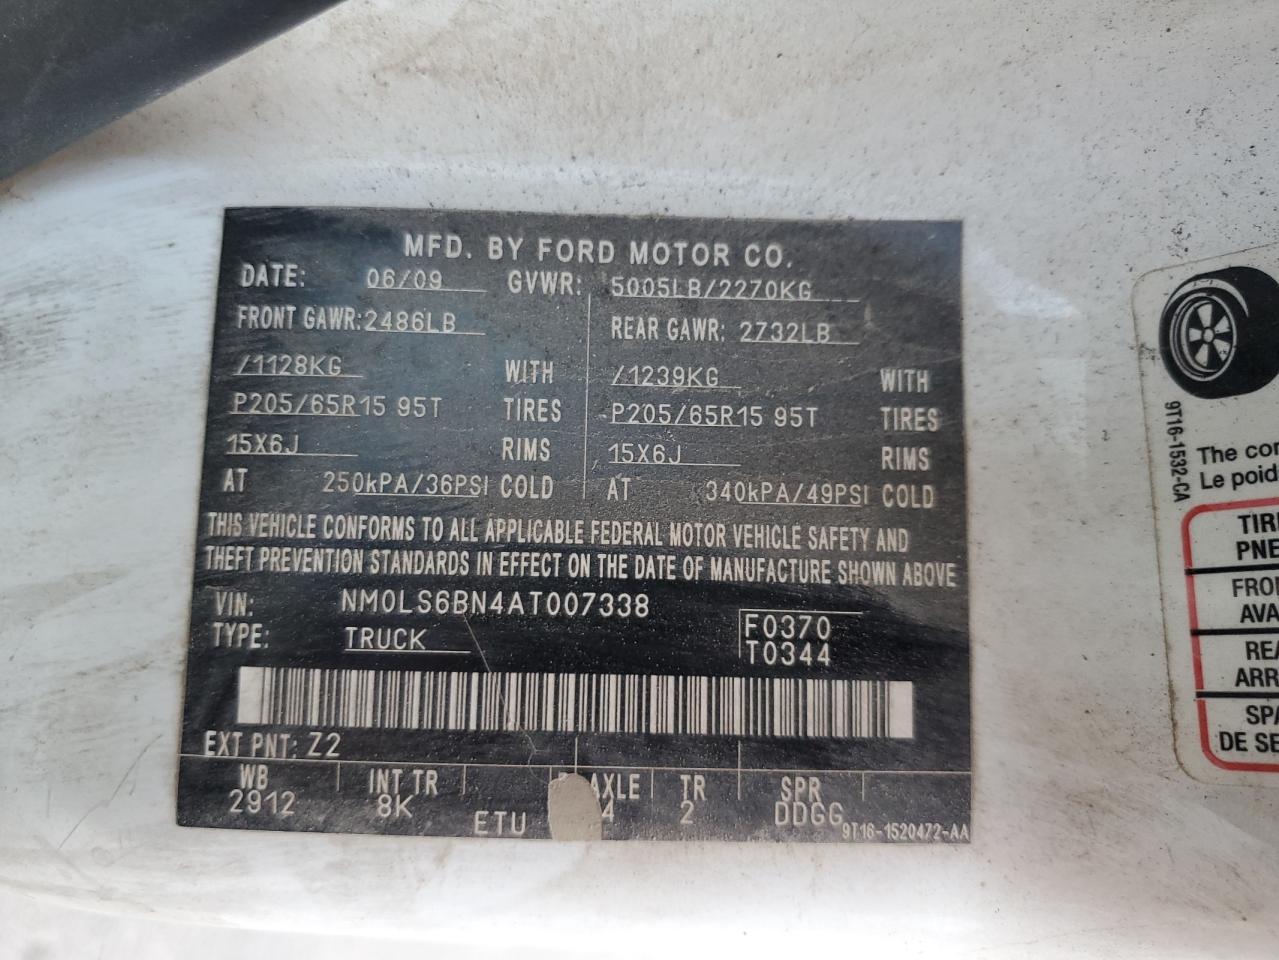 MFD. BY FORD MOTOR CO.
DATE: 06/09 GVWR: 5005LB/2270KG
FRONT GAWR: 2486LB REAR GAWR: 2732LB
/1128KG WITH /1239KG WITH
P205/65R15 95T TIRES P205/65R15 95T TIRES
15X6J RIMS 15X6J RIMS
AT 250kPA/36PSI COLD AT 340kPA/49PSI COLD
THIS VEHICLE CONFORMS TO ALL APPLICABLE FEDERAL MOTOR VEHICLE SAFETY AND
THEFT PREVENTION STANDARDS IN EFFECT ON THE DATE OF MANUFACTURE SHOWN ABOVE
VIN: NM0LS6BN4AT007338
TYPE: TRUCK
F0370
T0344
EXT PNT: Z2
WB INT TR AXLE TR SPR
2912 8K 4 2 DDGG
ETU
9T16-1520472-AA
9T16-1532-CA
The
Le poid
TIR
PNE
FRO
AVA
REA
ARR
SPA
DE SE